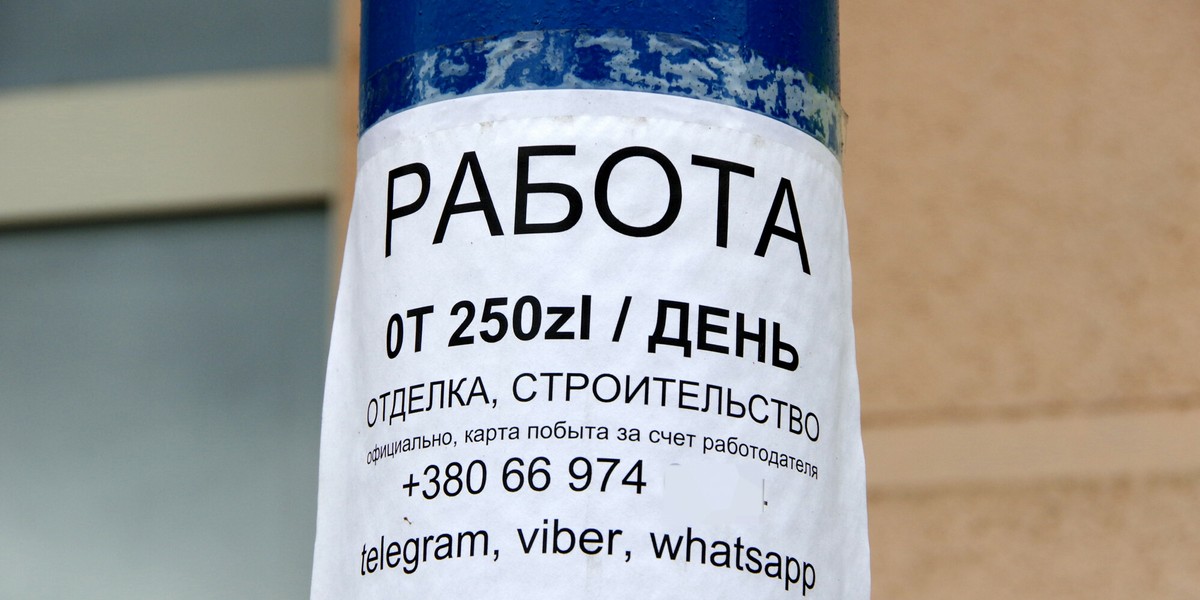 РАБОТА
ОТ 250zl / ДЕНЬ
ОТДЕЛКА, СТРОИТЕЛЬСТВО
официально, карта побыта за счет работодателя
+380 66 974
telegram, viber, whatsapp